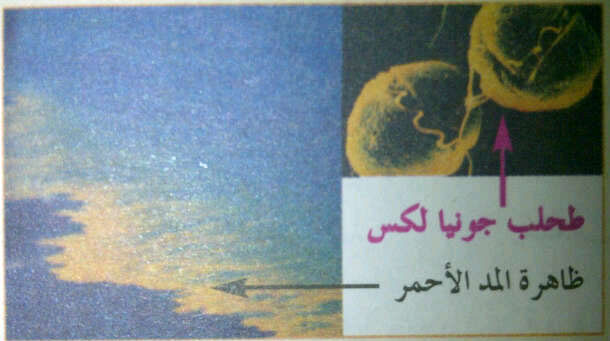 طحلب جونيا لكس
ظاهرة المد الأحمر